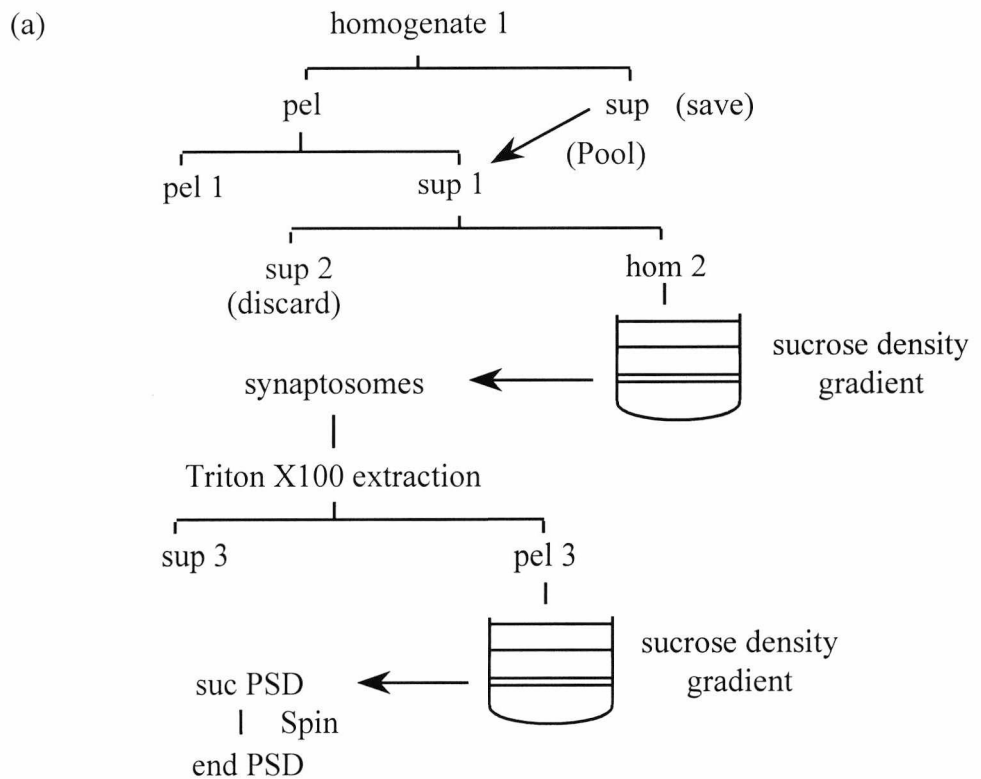 (a)
homogenate 1
pel
sup (save)
(Pool)
pel 1
sup 1
sup 2
(discard)
hom 2
sucrose density
gradient
synaptosomes
Triton X100 extraction
sup 3
pel 3
sucrose density
gradient
suc PSD
Spin
end PSD